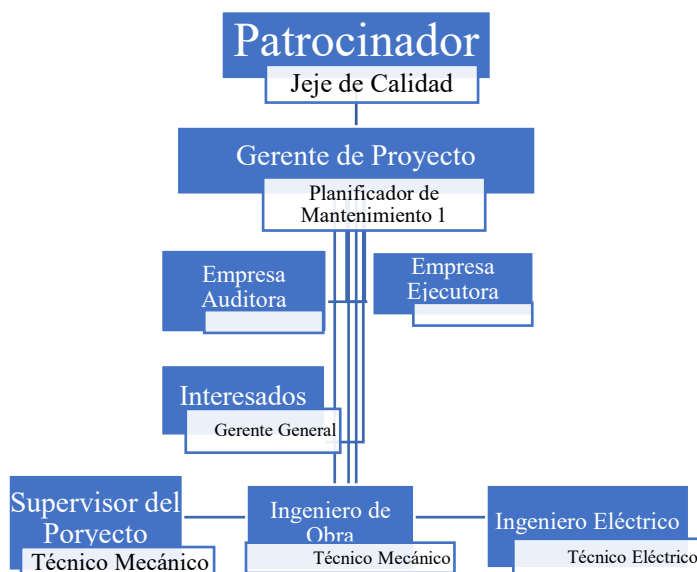 Patrocinador
Jeje de Calidad
Gerente de Proyecto
Planificador de
Mantenimiento 1
Empresa
Auditora
Empresa
Ejecutora
Interesados
Gerente General
Supervisor del
Poryecto
Técnico Mecánico
Ingeniero de
Obra
Técnico Mecánico
Ingeniero Eléctrico
Técnico Eléctrico